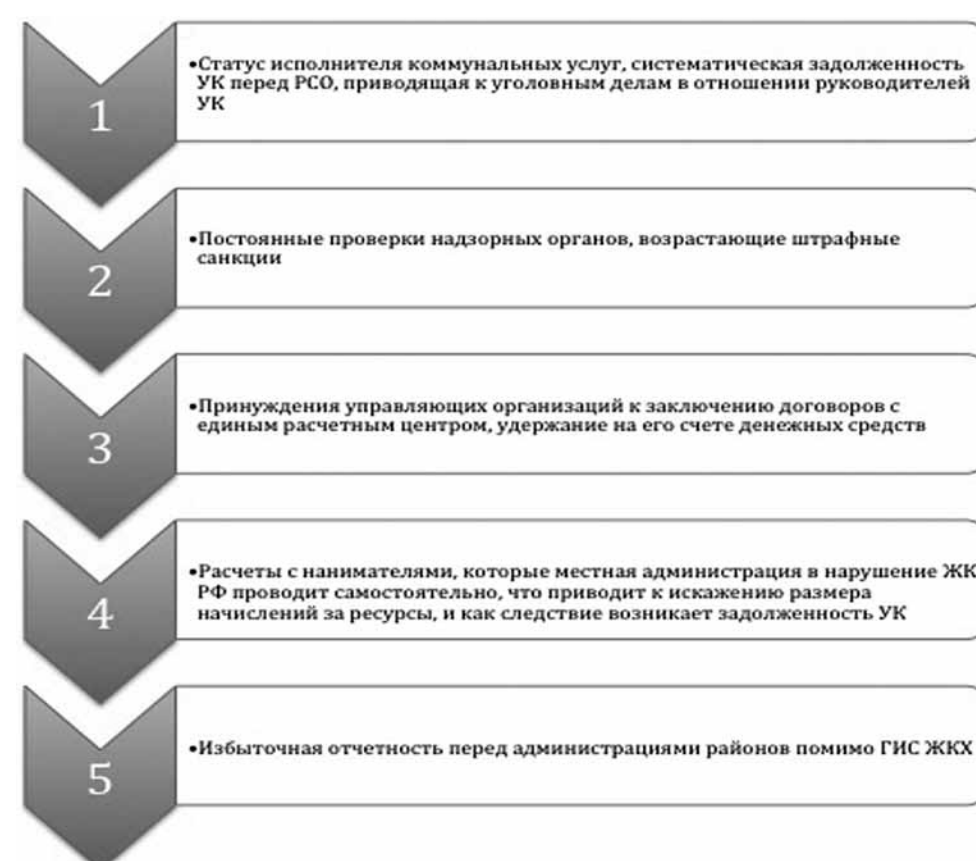 1
•Статус исполнителя коммунальных услуг, систематическая задолженность
УК перед РСО, приводящая к уголовным делам в отношении руководителей
УК
2
•Постоянные проверки надзорных органов, возрастающие штрафные
санкции
3
•Принуждения управляющих организаций к заключению договоров с
единым расчетным центром, удержание на его счете денежных средств
4
•Расчеты с нанимателями, которые местная администрация в нарушение ЖК
РФ проводит самостоятельно, что приводит к искажению размера
начислений за ресурсы, и как следствие возникает задолженность УК
5
•Избыточная отчетность перед администрациями районов помимо ГИС ЖКХ